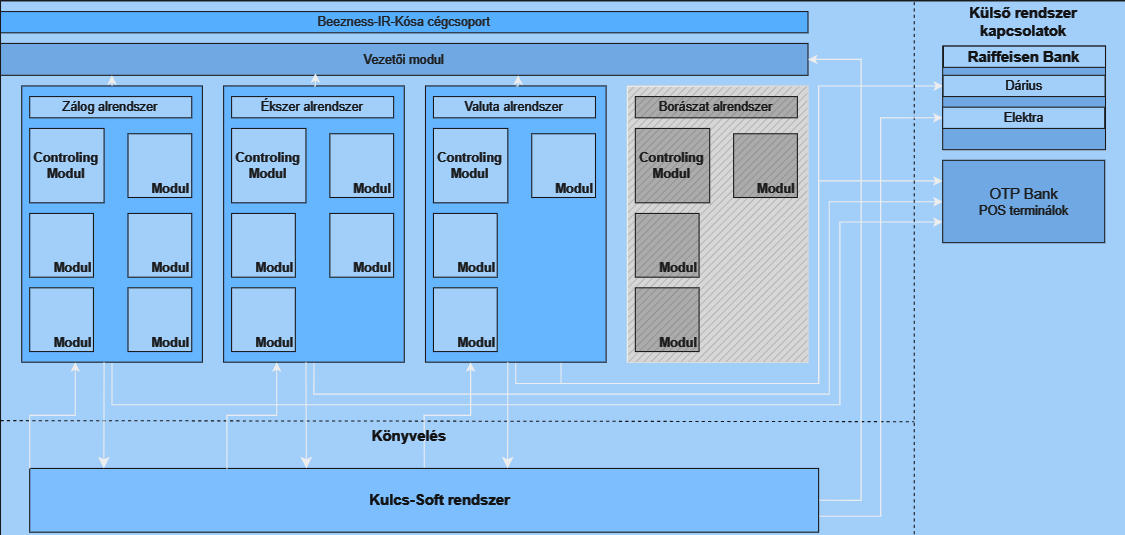 Beezness-IR-Kósa cégcsoport
Vezetői modul
Zálog alrendszer
Controling
Modul
Modul
Modul
Modul
Modul
Modul
Ékszer alrendszer
Controling
Modul
Modul
Modul
Modul
Modul
Valuta alrendszer
Controling
Modul
Modul
Modul
Modul
Borászat alrendszer
Controling
Modul
Modul
Modul
Modul
Külső rendszer
kapcsolatok
Raiffeisen Bank
Dárius
Elektra
OTP Bank
POS terminálok
Könyvelés
Kulcs-Soft rendszer